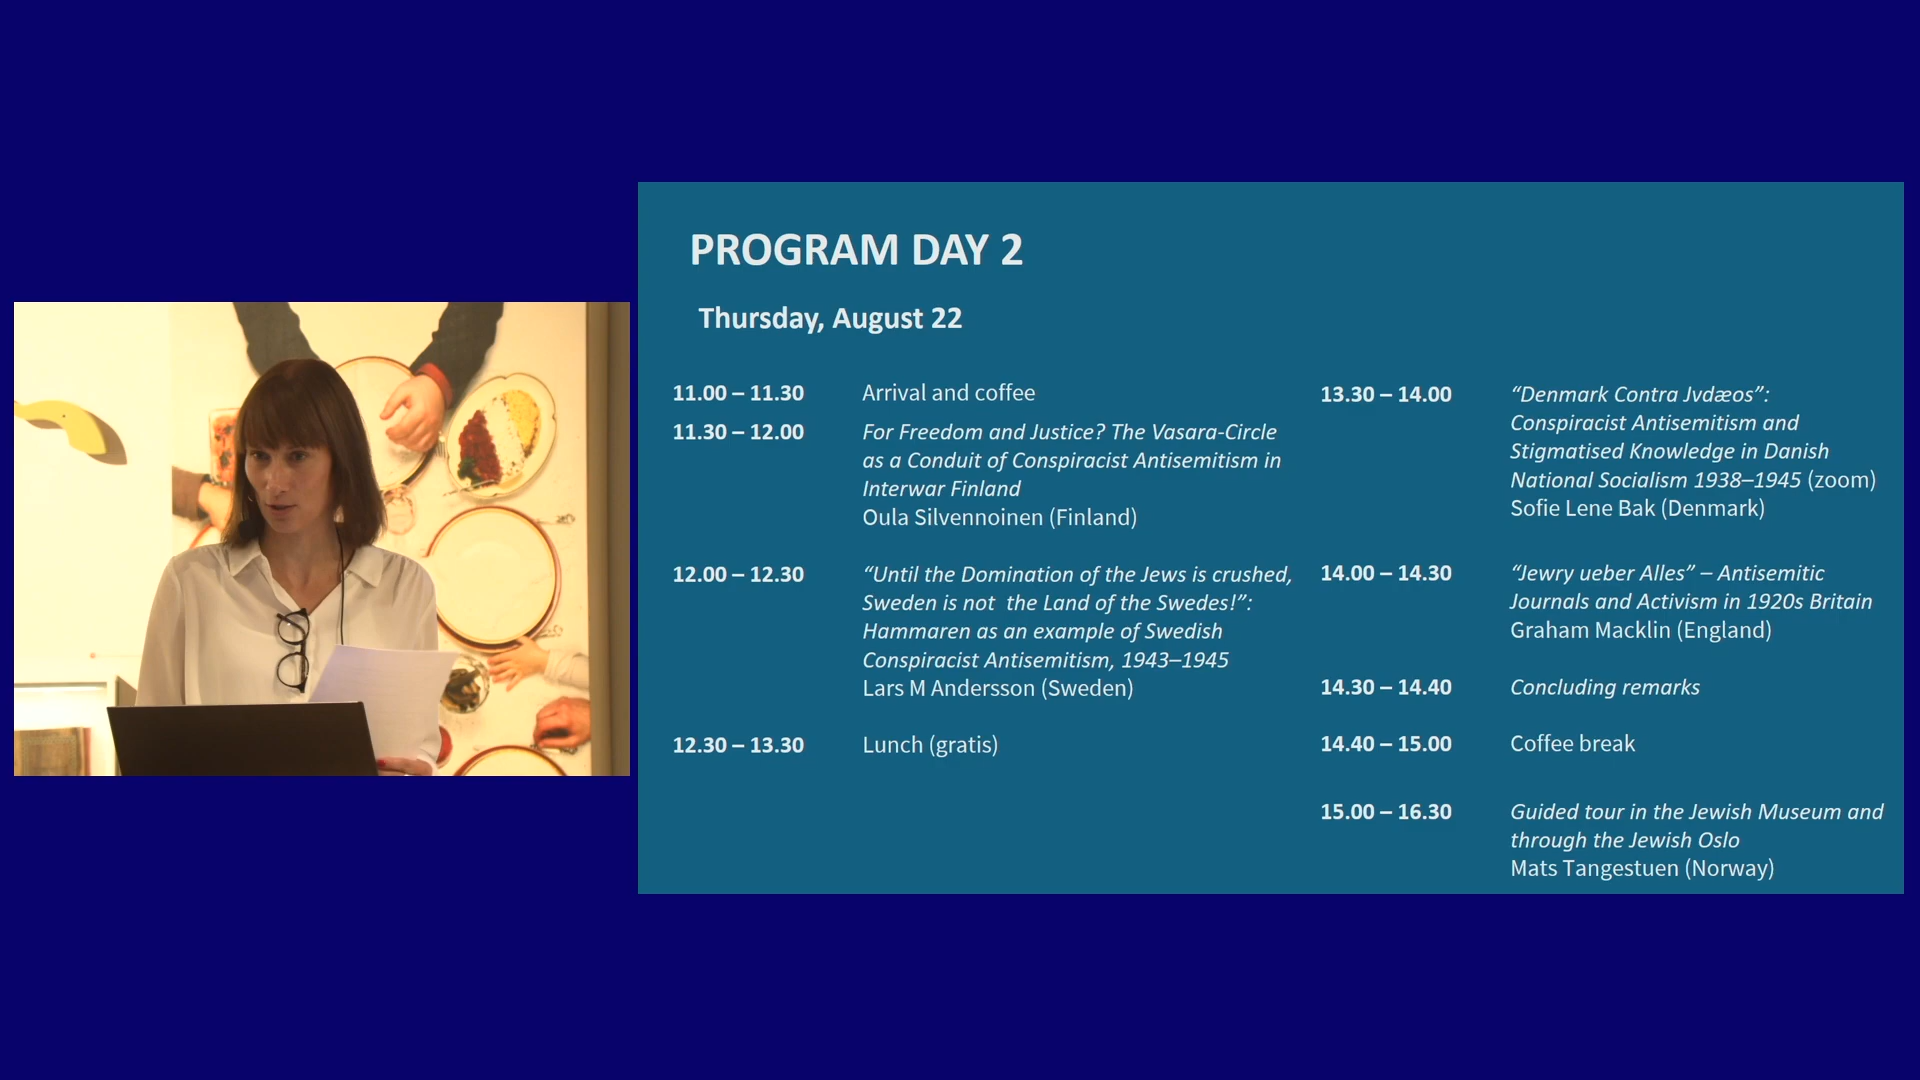 PROGRAM DAY 2
Thursday, August 22
11.00 – 11.30 Arrival and coffee
11.30 – 12.00 For Freedom and Justice? The Vasara-Circle
as a Conduit of Conspiracist Antisemitism in
Interwar Finland
Oula Silvennoinen (Finland)
12.00 – 12.30 “Until the Domination of the Jews is crushed,
Sweden is not  the Land of the Swedes!”:
Hammaren as an example of Swedish
Conspiracist Antisemitism, 1943–1945
Lars M Andersson (Sweden)
12.30 – 13.30 Lunch (gratis)
13.30 – 14.00 “Denmark Contra Jvdæos”:
Conspiracist Antisemitism and
Stigmatised Knowledge in Danish
National Socialism 1938–1945 (zoom)
Sofie Lene Bak (Denmark)
14.00 – 14.30 “Jewry ueber Alles” – Antisemitic
Journals and Activism in 1920s Britain
Graham Macklin (England)
14.30 – 14.40 Concluding remarks
14.40 – 15.00 Coffee break
15.00 – 16.30 Guided tour in the Jewish Museum and
through the Jewish Oslo
Mats Tangestuen (Norway)